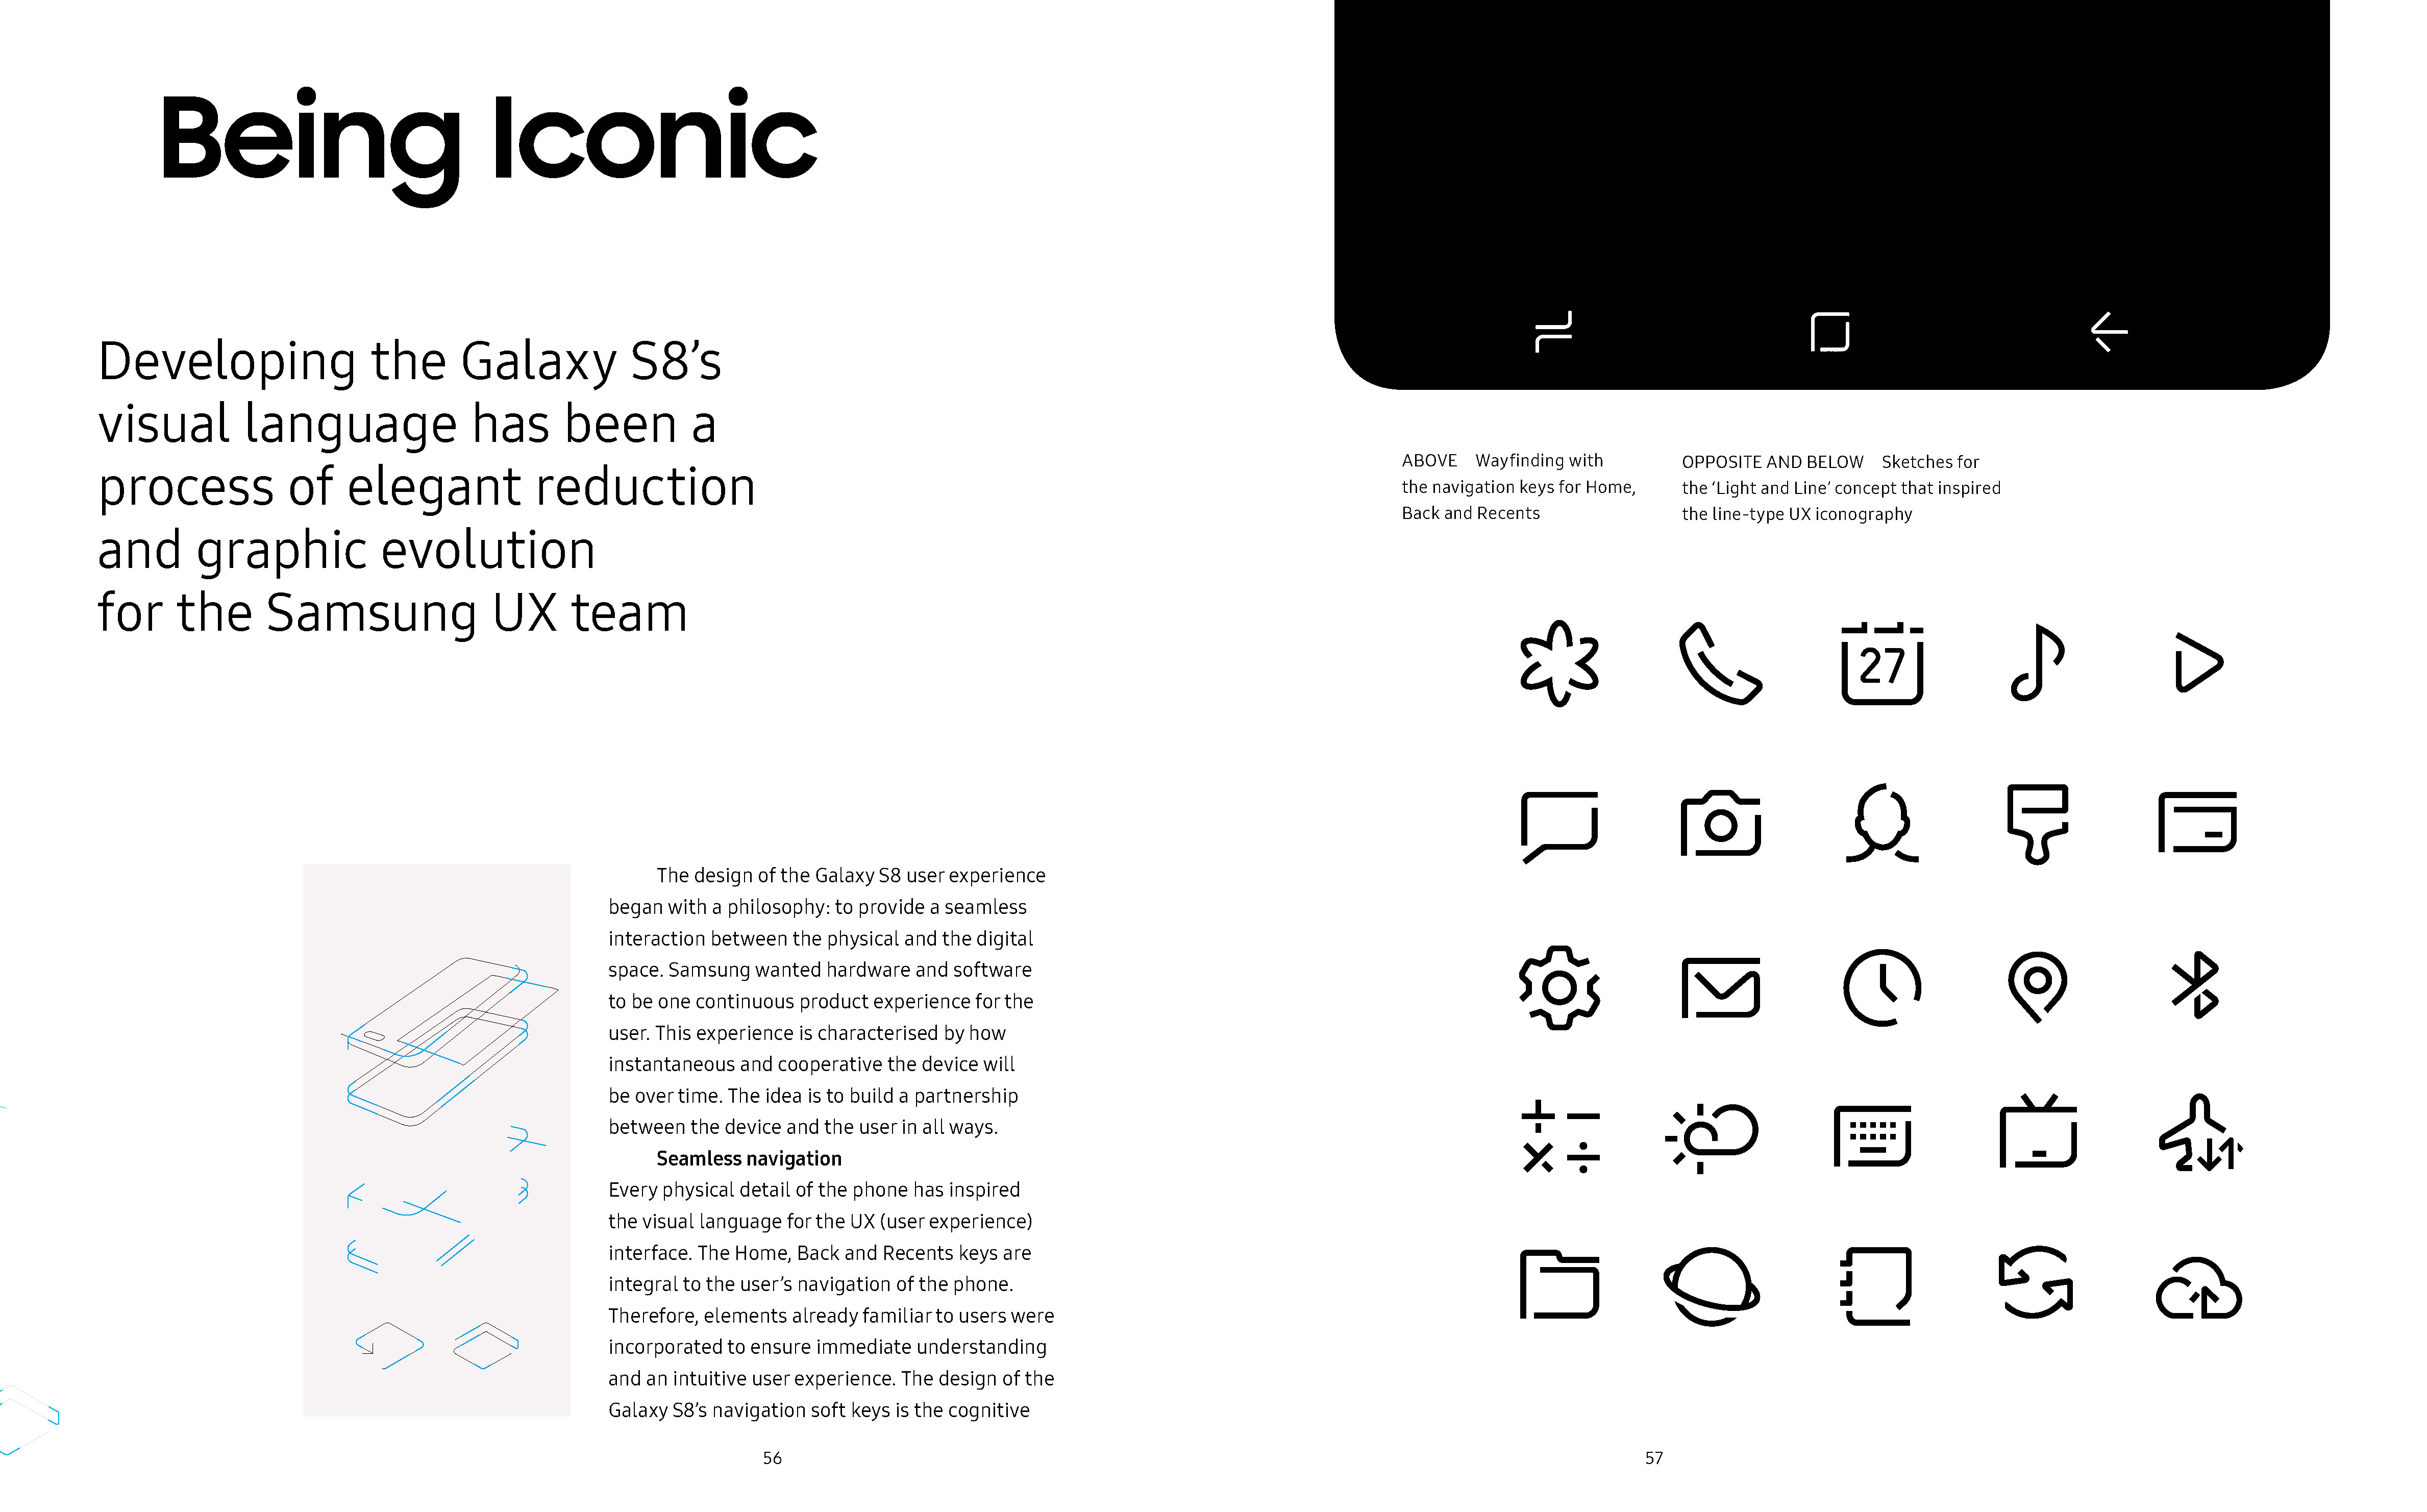 Being Iconic
Developing the Galaxy S8’s
visual language has been a
process of elegant reduction
and graphic evolution
for the Samsung UX team
The design of the Galaxy S8 user experience
began with a philosophy: to provide a seamless
interaction between the physical and the digital
space. Samsung wanted hardware and software
to be one continuous product experience for the
user. This experience is characterised by how
instantaneous and cooperative the device will
be over time. The idea is to build a partnership
between the device and the user in all ways.
Seamless navigation
Every physical detail of the phone has inspired
the visual language for the UX (user experience)
interface. The Home, Back and Recents keys are
integral to the user’s navigation of the phone.
Therefore, elements already familiar to users were
incorporated to ensure immediate understanding
and an intuitive user experience. The design of the
Galaxy S8’s navigation soft keys is the cognitive
56
ABOVE Wayfinding with
the navigation keys for Home,
Back and Recents
OPPOSITE AND BELOW Sketches for
the ‘Light and Line’ concept that inspired
the line-type UX iconography
27
57